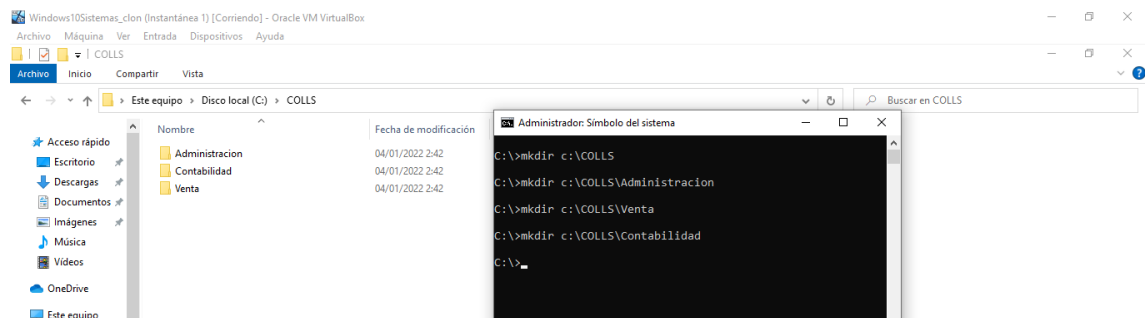 Windows10Sistemas_clon (Instantánea 1) [Corriendo] - Oracle VM VirtualBox
Archivo Máquina Ver Entrada Dispositivos Ayuda
COLLS
Archivo Inicio Compartir Vista
Este equipo > Disco local (C:) > COLLS
Buscar en COLLS
Acceso rápido
Escritorio
Descargas
Documentos
Imágenes
Música
Vídeos
OneDrive
Este equipo
Nombre Fecha de modificación
Administracion 04/01/2022 2:42
Contabilidad 04/01/2022 2:42
Venta 04/01/2022 2:42
Administrador: Símbolo del sistema
C:\>mkdir c:\COLLS
C:\>mkdir c:\COLLS\Administracion
C:\>mkdir c:\COLLS\Venta
C:\>mkdir c:\COLLS\Contabilidad
C:\>